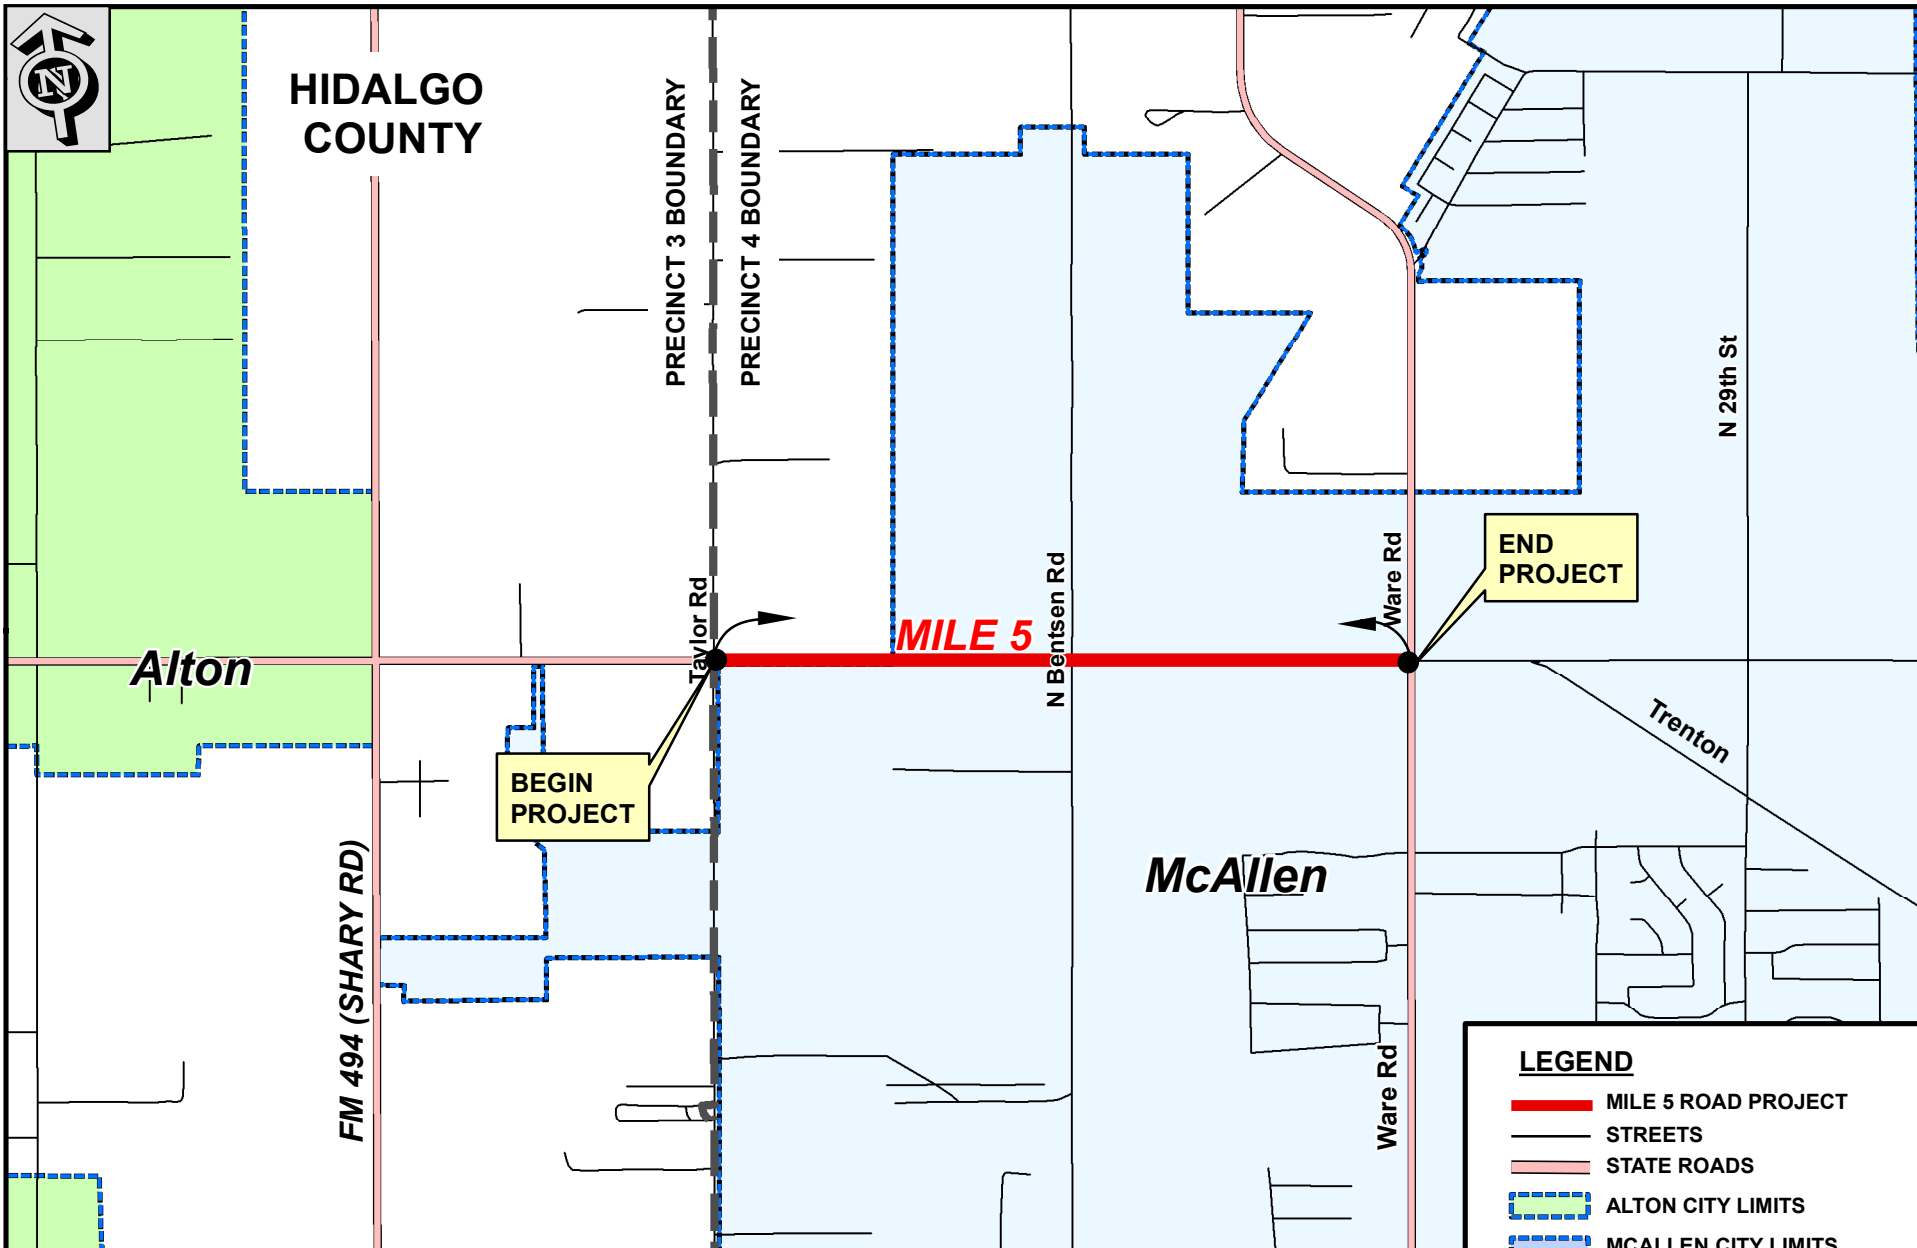 N
HIDALGO
COUNTY
PRECINCT 3 BOUNDARY
PRECINCT 4 BOUNDARY
N 29th St
END
PROJECT
Ware Rd
N Bentsen Rd
Taylor Rd
MILE 5
Alton
Trenton
BEGIN
PROJECT
McAllen
FM 494 (SHARY RD)
Ware Rd
LEGEND
MILE 5 ROAD PROJECT
STREETS
STATE ROADS
ALTON CITY LIMITS
MCALLEN CITY LIMITS